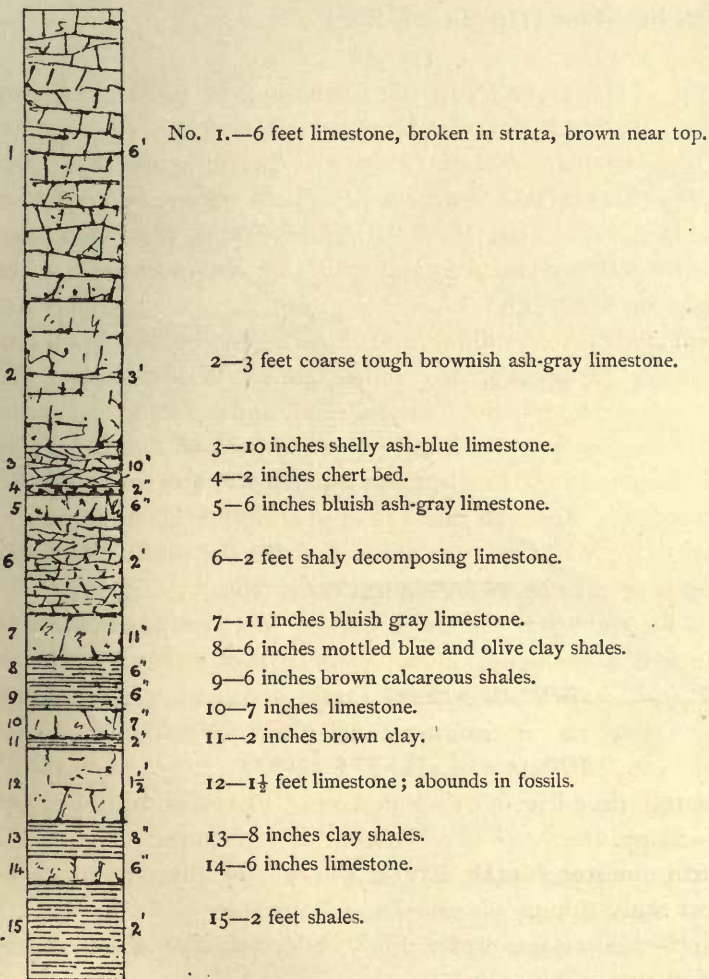 1 6' No. 1.—6 feet limestone, broken in strata, brown near top.
2 3' 2—3 feet coarse tough brownish ash-gray limestone.
3 10" 3—10 inches shelly ash-blue limestone.
4 2" 4—2 inches chert bed.
5 6" 5—6 inches bluish ash-gray limestone.
6 2' 6—2 feet shaly decomposing limestone.
7 11" 7—11 inches bluish gray limestone.
8 6" 8—6 inches mottled blue and olive clay shales.
9 6" 9—6 inches brown calcareous shales.
10 7" 10—7 inches limestone.
11 2" 11—2 inches brown clay.
12 1½' 12—1½ feet limestone; abounds in fossils.
13 8" 13—8 inches clay shales.
14 6" 14—6 inches limestone.
15 2' 15—2 feet shales.